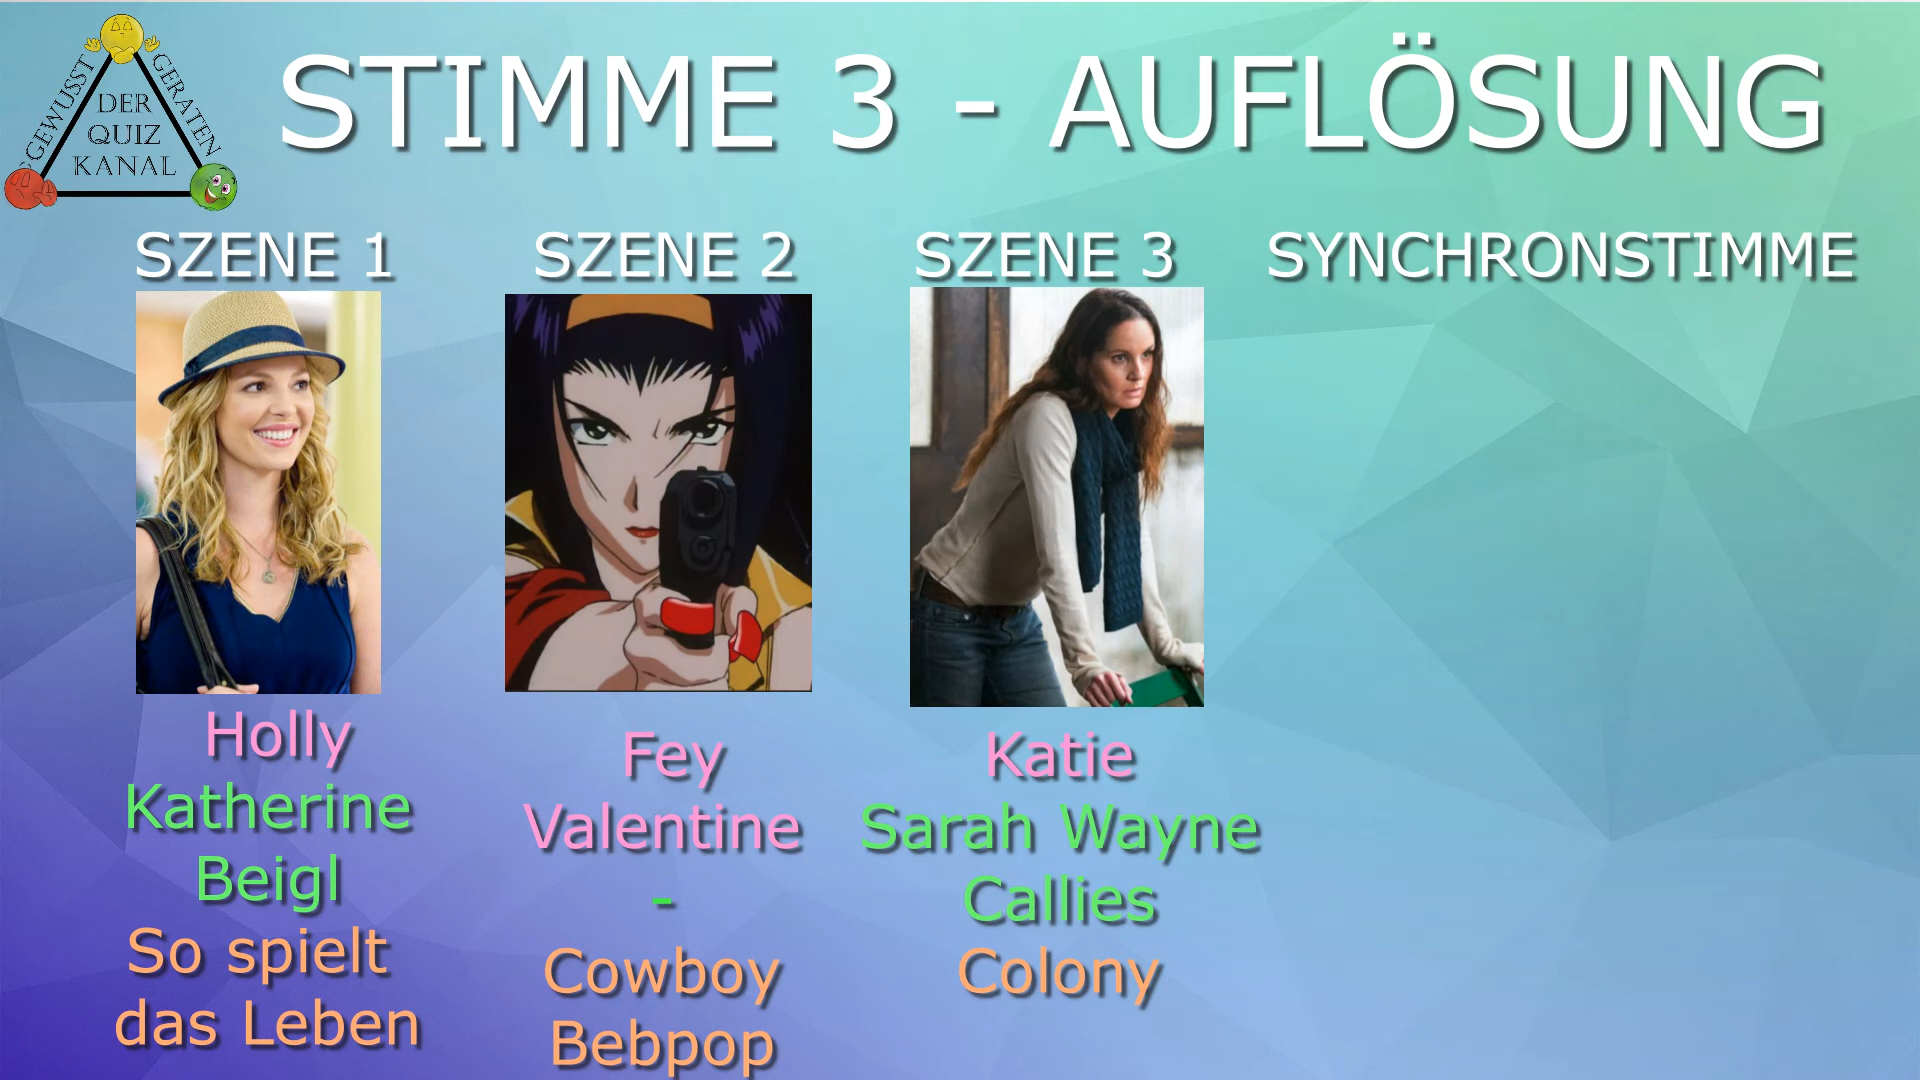 GEWUSST
GERATEN
DER
QUIZ
KANAL
STIMME 3 - AUFLÖSUNG
SZENE 1
SZENE 2
SZENE 3
SYNCHRONSTIMME
Holly
Katherine
Beigl
So spielt
das Leben
Fey
Valentine
-
Cowboy
Bebpop
Katie
Sarah Wayne
Callies
Colony